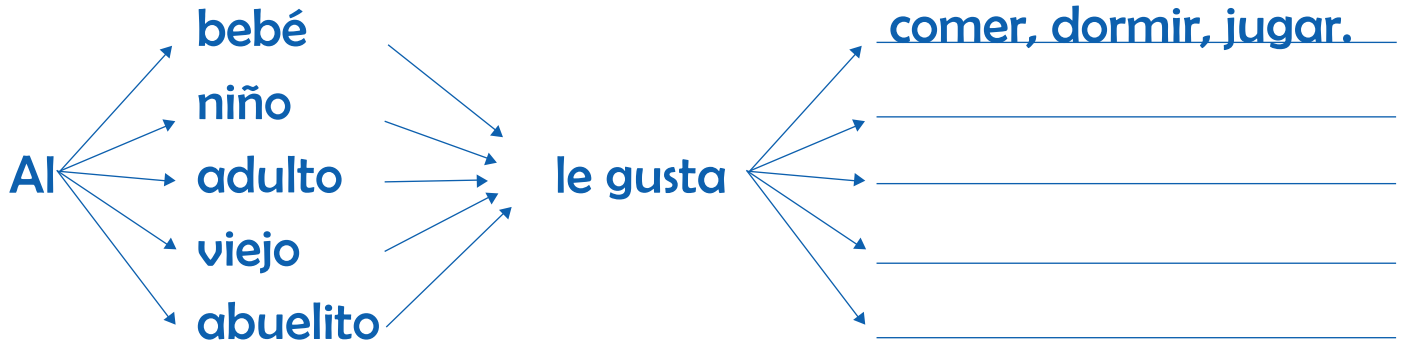 bebé comer, dormir, jugar.
niño
Al adulto le gusta
viejo
abuelito